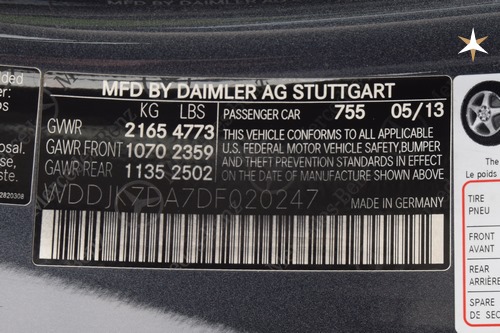 MFD BY DAIMLER AG STUTTGART
KG LBS
GVWR 2165 4773
GAWR FRONT 1070 2359
GAWR REAR 1135 2502
PASSENGER CAR 755 05/13
THIS VEHICLE CONFORMS TO ALL APPLICABLE
U.S. FEDERAL MOTOR VEHICLE SAFETY,BUMPER
AND THEFT PREVENTION STANDARDS IN EFFECT
ON THE DATE OF MANUFACTURE SHOWN ABOVE
WDDJK7DA7DF020247
2820308
Le poids
TIRE
PNEU
FRONT
AVANT
REAR
ARRIÈRE
SPARE
DE SEC